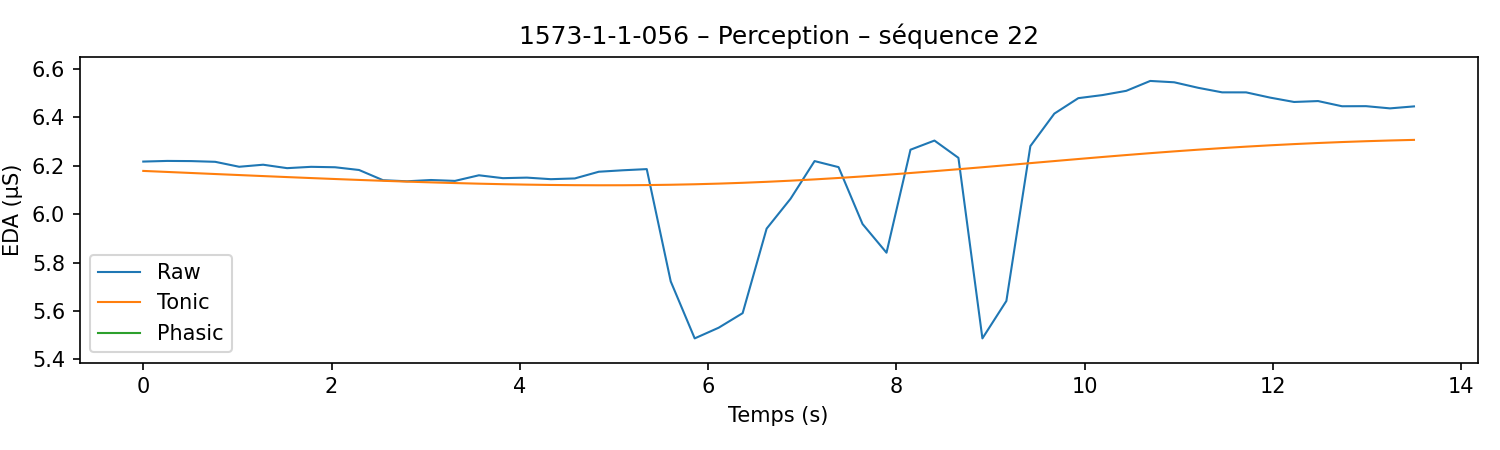 1573-1-1-056 – Perception – séquence 22
EDA (µS)
6.6
6.4
6.2
6.0
5.8
5.6
5.4
Raw
Tonic
Phasic
0 2 4 6 8 10 12 14
Temps (s)